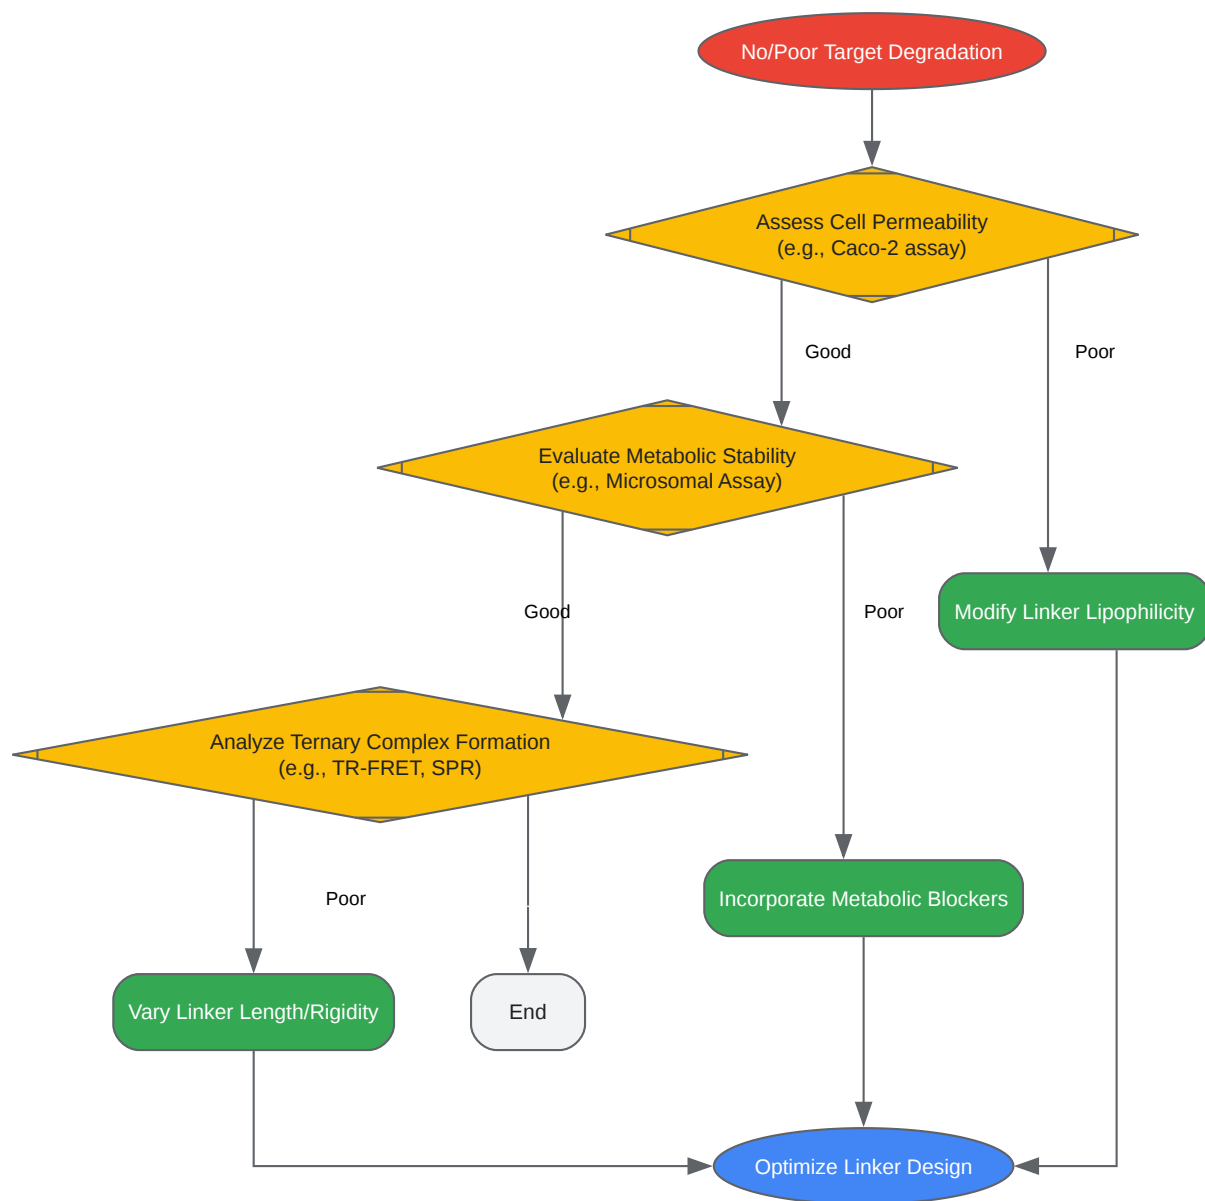 No/Poor Target Degradation
Assess Cell Permeability
(e.g., Caco-2 assay)
Good
Poor
Evaluate Metabolic Stability
(e.g., Microsomal Assay)
Good
Poor
Modify Linker Lipophilicity
Analyze Ternary Complex Formation
(e.g., TR-FRET, SPR)
Poor
Incorporate Metabolic Blockers
Vary Linker Length/Rigidity
End
Optimize Linker Design